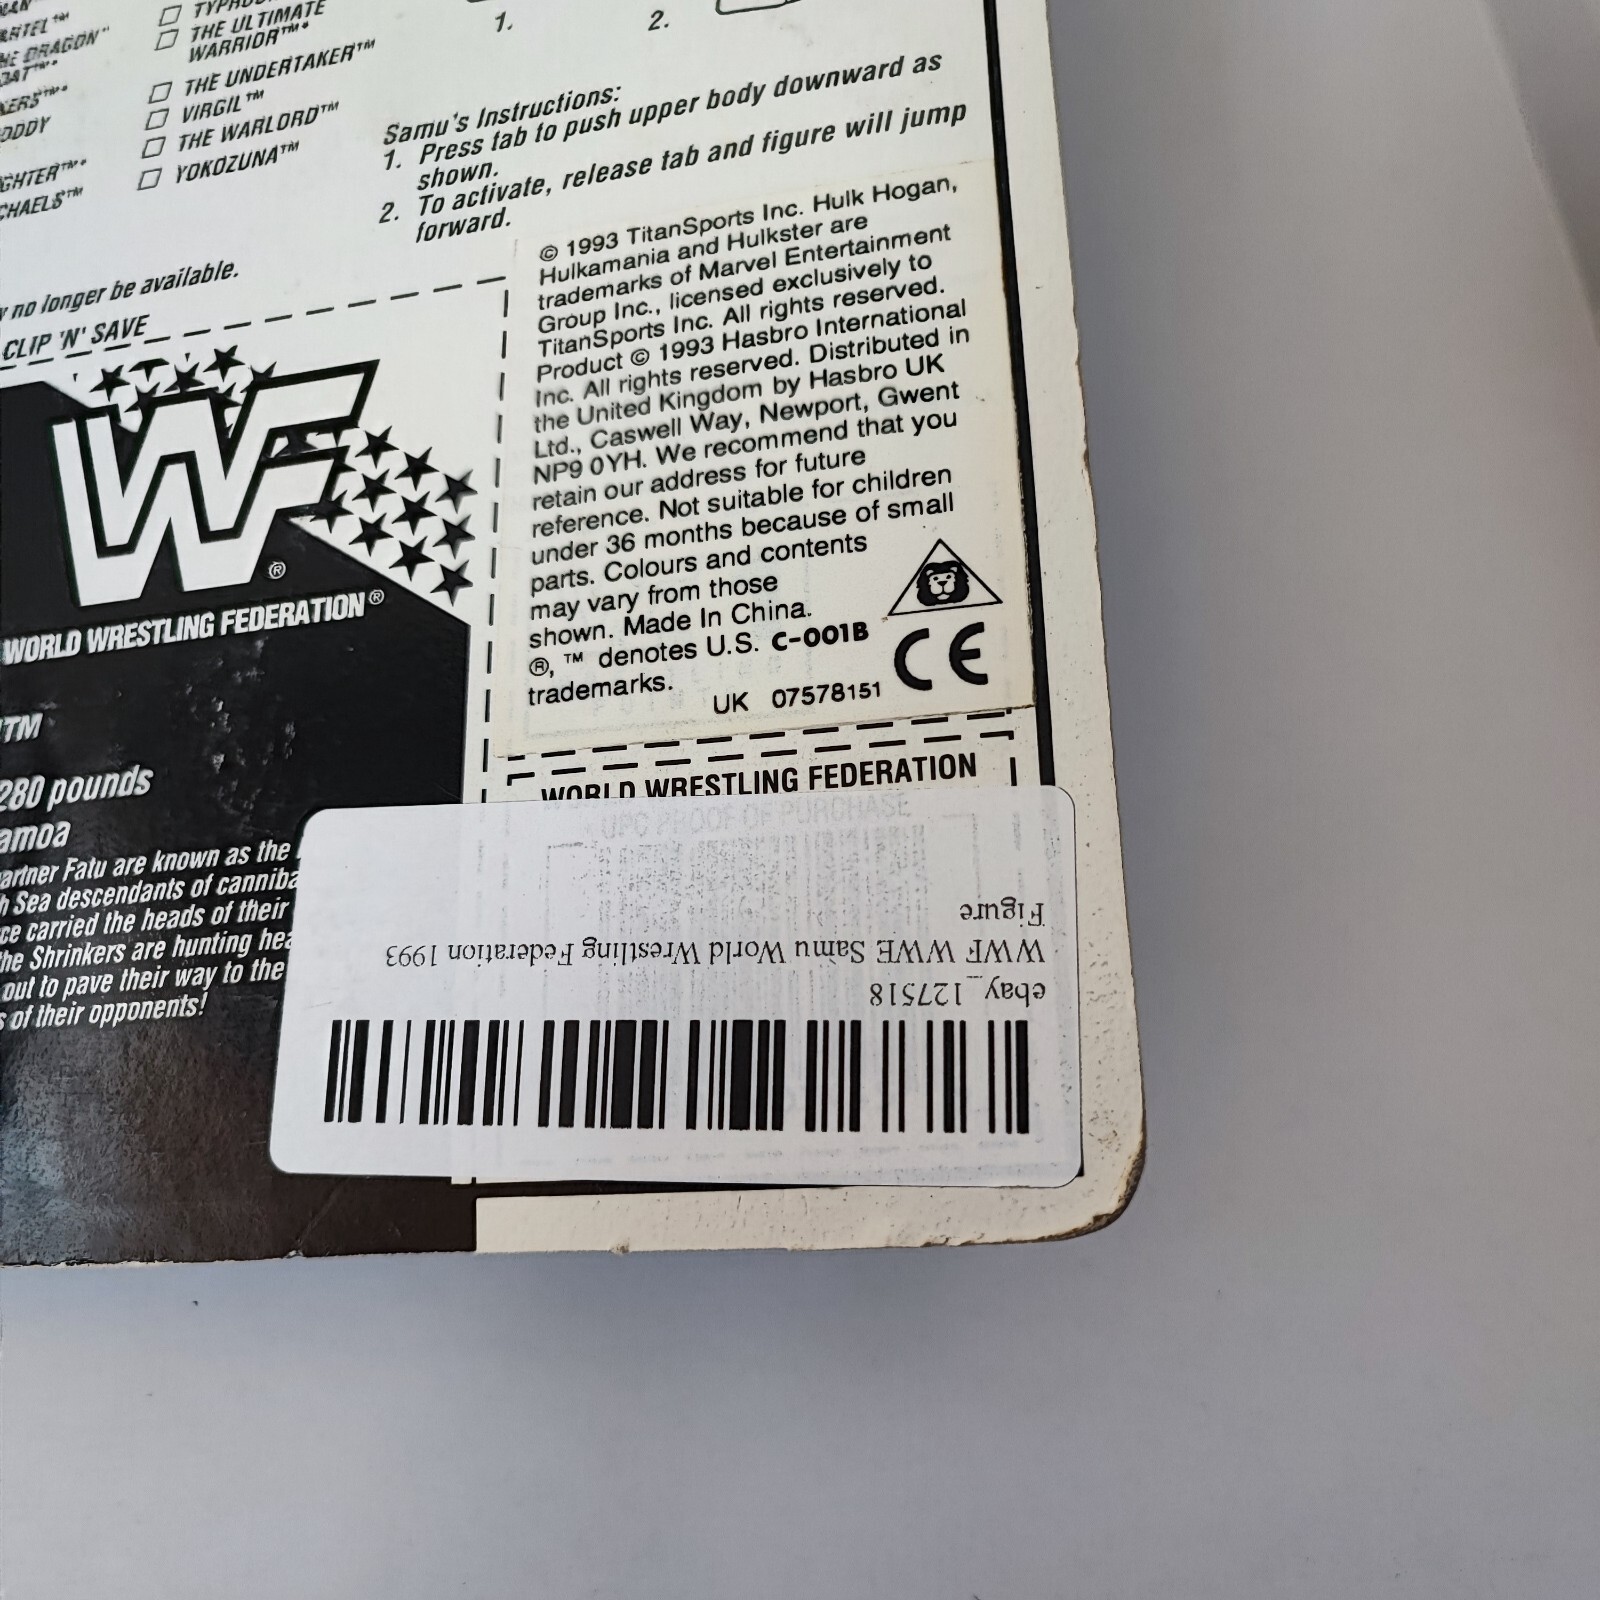 TM
THE DRAGON"
TM*
TM*
THE ULTIMATE
WARRIOR™*
THE UNDERTAKER™
VIRGIL™
THE WARLORD™
YOKOZUNA™
1.
2.
Samu's Instructions:
1. Press tab to push upper body downward as
shown.
2. To activate, release tab and figure will jump
forward.
no longer be available.
CLIP 'N' SAVE
WF
®
WORLD WRESTLING FEDERATION®
TM
280 pounds
Fatu are known as the
Sea descendants of
carried the heads of their
Shrinkers are hunting
out to pave their way to the
of their opponents!
© 1993 TitanSports Inc. Hulk Hogan,
Hulkamania and Hulkster are
trademarks of Marvel Entertainment
Group Inc., licensed exclusively to
TitanSports Inc. All rights reserved.
Product © 1993 Hasbro International
Inc. All rights reserved. Distributed in
the United Kingdom by Hasbro UK
Ltd., Caswell Way, Newport, Gwent
NP9 0YH. We recommend that you
retain our address for future
reference. Not suitable for children
under 36 months because of small
parts. Colours and contents
may vary from those
shown. Made In China.
®, ™ denotes U.S. C-001B
trademarks.
UK 07578151
CE
WORLD WRESTLING FEDERATION
UPC PROOF OF PURCHASE
ebay_127518
WWF WWE Samu World Wrestling Federation 1993
Figure